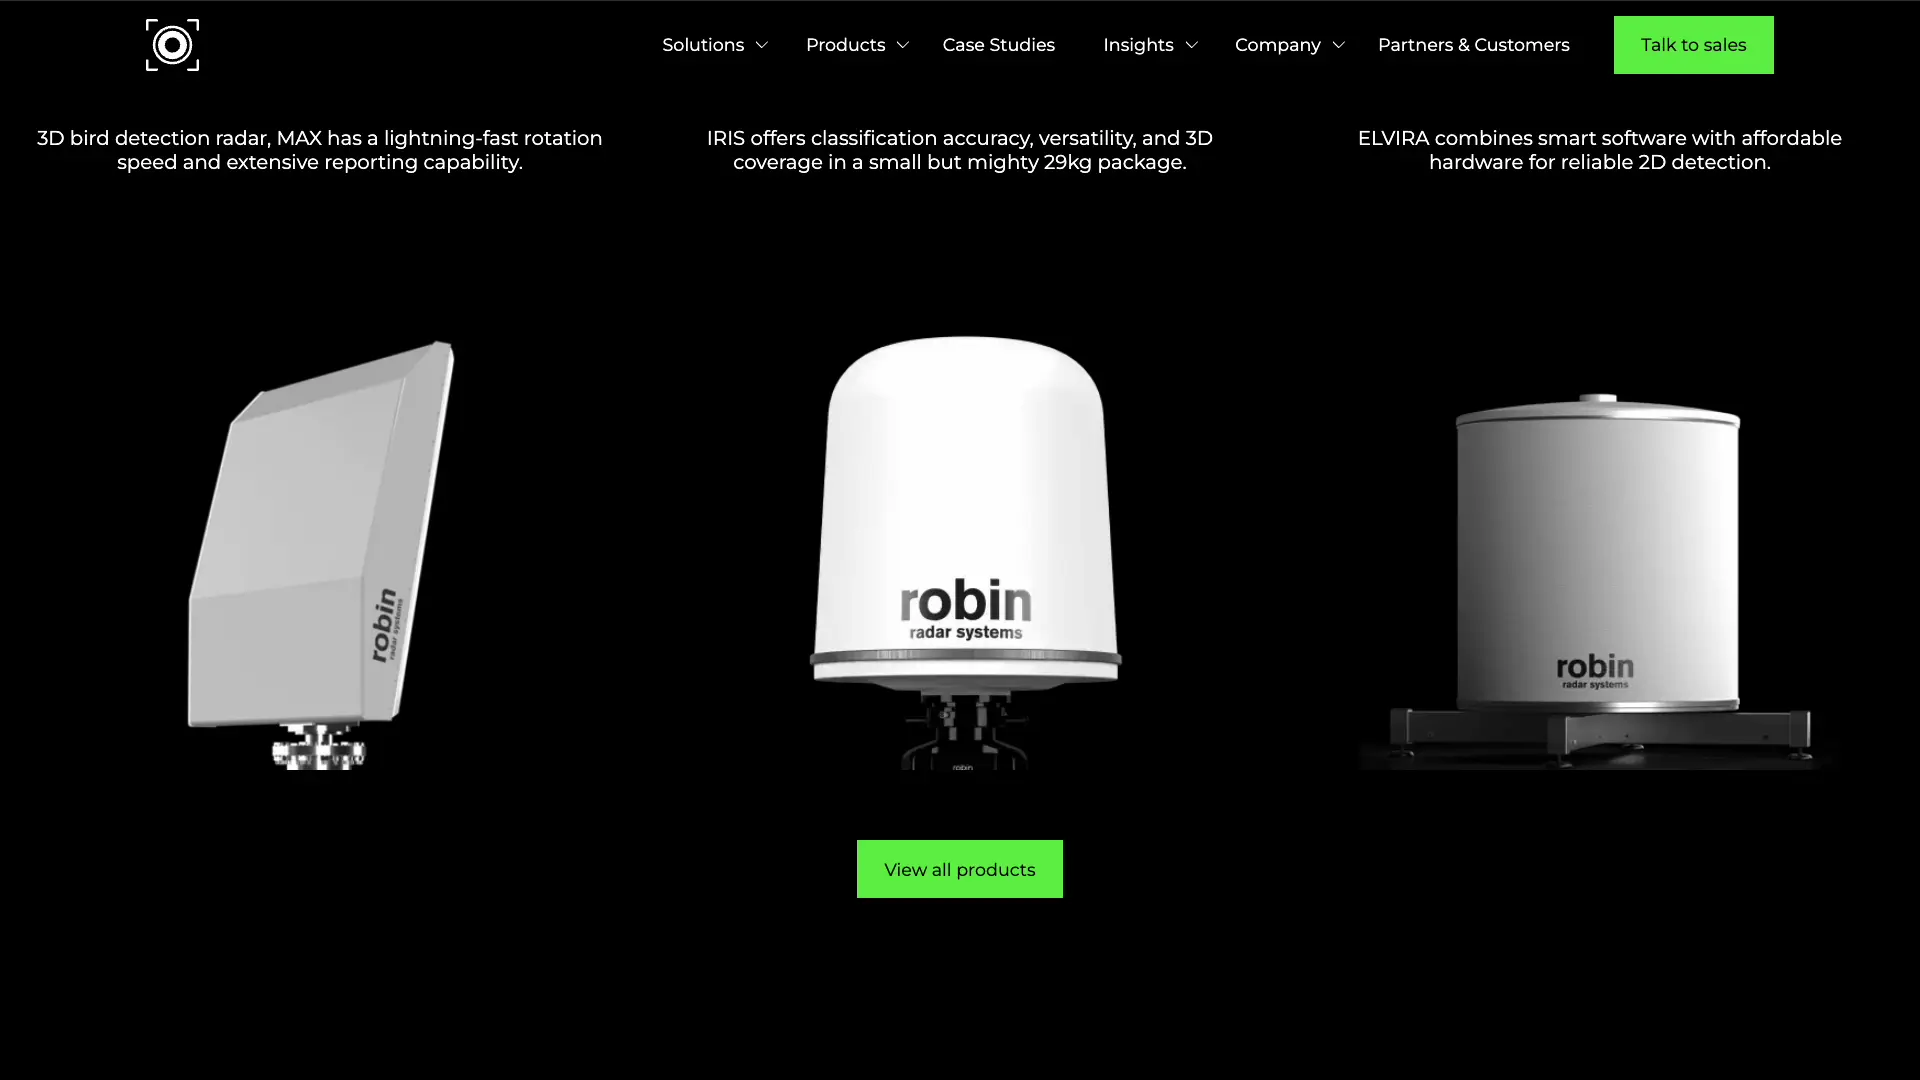 Solutions
Products
Case Studies
Insights
Company
Partners & Customers
Talk to sales
3D bird detection radar, MAX has a lightning-fast rotation
speed and extensive reporting capability.
IRIS offers classification accuracy, versatility, and 3D
coverage in a small but mighty 29kg package.
ELVIRA combines smart software with affordable
hardware for reliable 2D detection.
robin
radar systems
robin
radar systems
robin
robin
radar systems
View all products